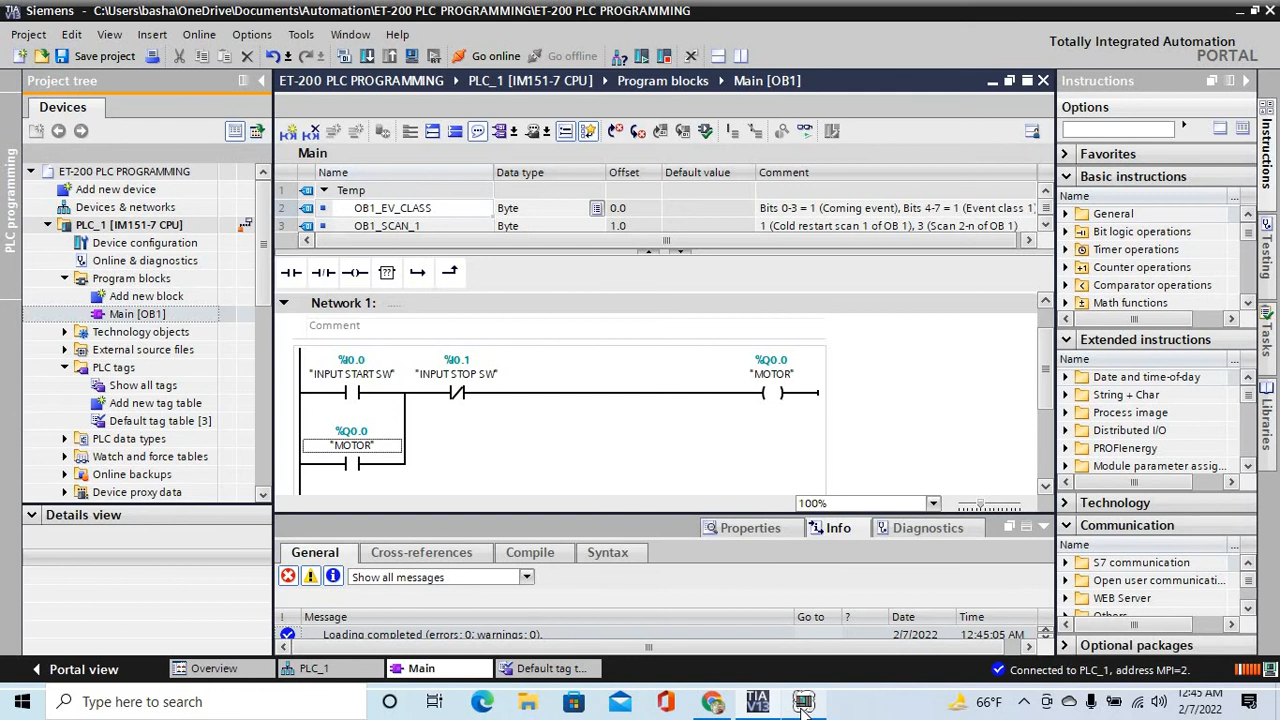 Siemens - C:\Users\basha\OneDrive\Documents\Automation\ET-200 PLC PROGRAMMING\ET-200 PLC PROGRAMMING
Project Edit View Insert Online Options Tools Window Help
Totally Integrated Automation
PORTAL
Save project Go online Go offline
Project tree
ET-200 PLC PROGRAMMING PLC_1 [IM151-7 CPU] Program blocks Main [OB1]
Instructions
Devices
Options
Main
Name Data type Offset Default value Comment
1 Temp
2 OB1_EV_CLASS Byte 0.0 Bits 0-3 = 1 (Coming event), Bits 4-7 = 1 (Event class 1)
3 OB1_SCAN_1 Byte 1.0 1 (Cold restart scan 1 of OB 1), 3 (Scan 2-n of OB 1)
ET-200 PLC PROGRAMMING
Add new device
Devices & networks
PLC_1 [IM151-7 CPU]
Device configuration
Online & diagnostics
Program blocks
Add new block
Main [OB1]
Technology objects
External source files
PLC tags
Show all tags
Add new tag table
Default tag table [3]
PLC data types
Watch and force tables
Online backups
Device proxy data
Details view
PLC programming
??
Network 1: .....
Comment
%I0.0 %I0.1 %Q0.0
"INPUT START SW" "INPUT STOP SW" "MOTOR"
%Q0.0
"MOTOR"
100%
Properties Info Diagnostics
General Cross-references Compile Syntax
Show all messages
! Message Go to ? Date Time
Loading completed (errors: 0; warnings: 0). 2/7/2022 12:45:05 AM
Favorites
Basic instructions
Name ...
General
Bit logic operations
Timer operations
Counter operations
Comparator operations
Math functions
Extended instructions
Name ...
Date and time-of-day
String + Char
Process image
Distributed I/O
PROFIenergy
Module parameter assig...
Technology
Communication
Name ...
S7 communication
Open user communicati...
WEB Server
Others
Optional packages
Instructions
Testing
Tasks
Libraries
Portal view Overview PLC_1 Main Default tag t...
Connected to PLC_1, address MPI=2.
Type here to search
TIA
V13
66°F
12:45 AM
2/7/2022